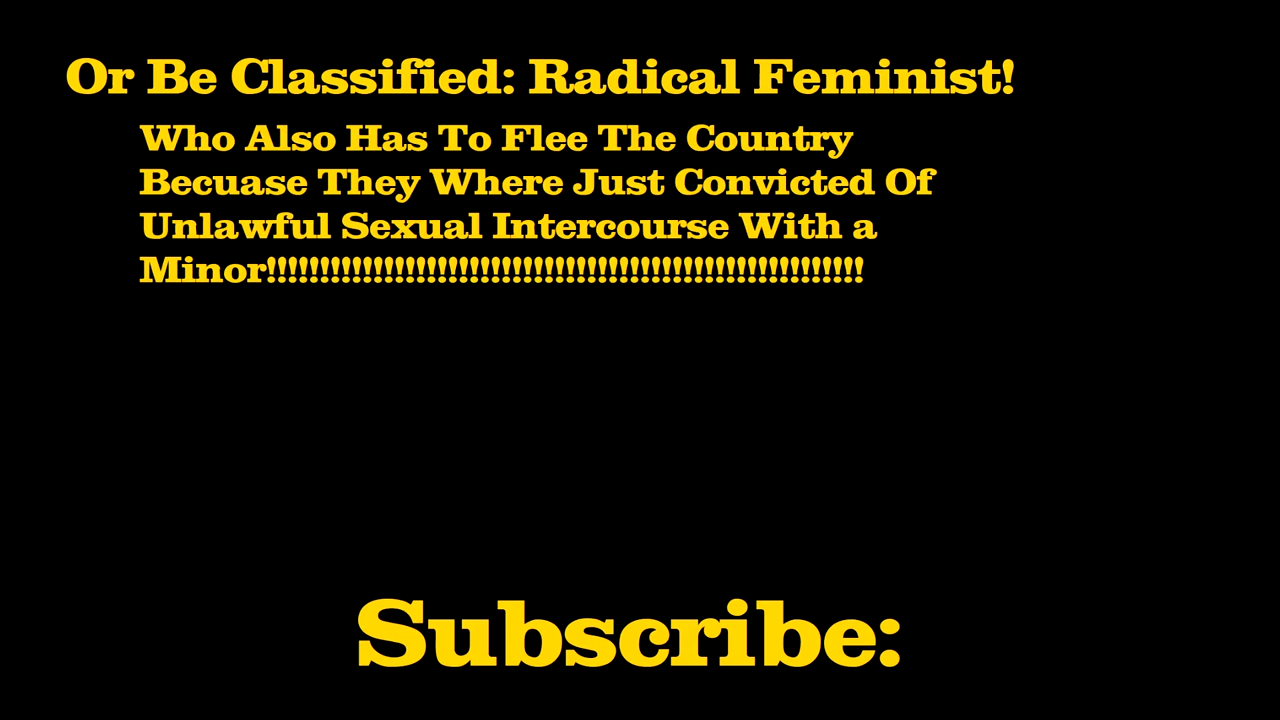 Or Be Classified: Radical Feminist!
Who Also Has To Flee The Country
Becuase They Where Just Convicted Of
Unlawful Sexual Intercourse With a
Minor!!!!!!!!!!!!!!!!!!!!!!!!!!!!!!!!!!!!!!!!!!!!!!!!!!!!!!!!
Subscribe: